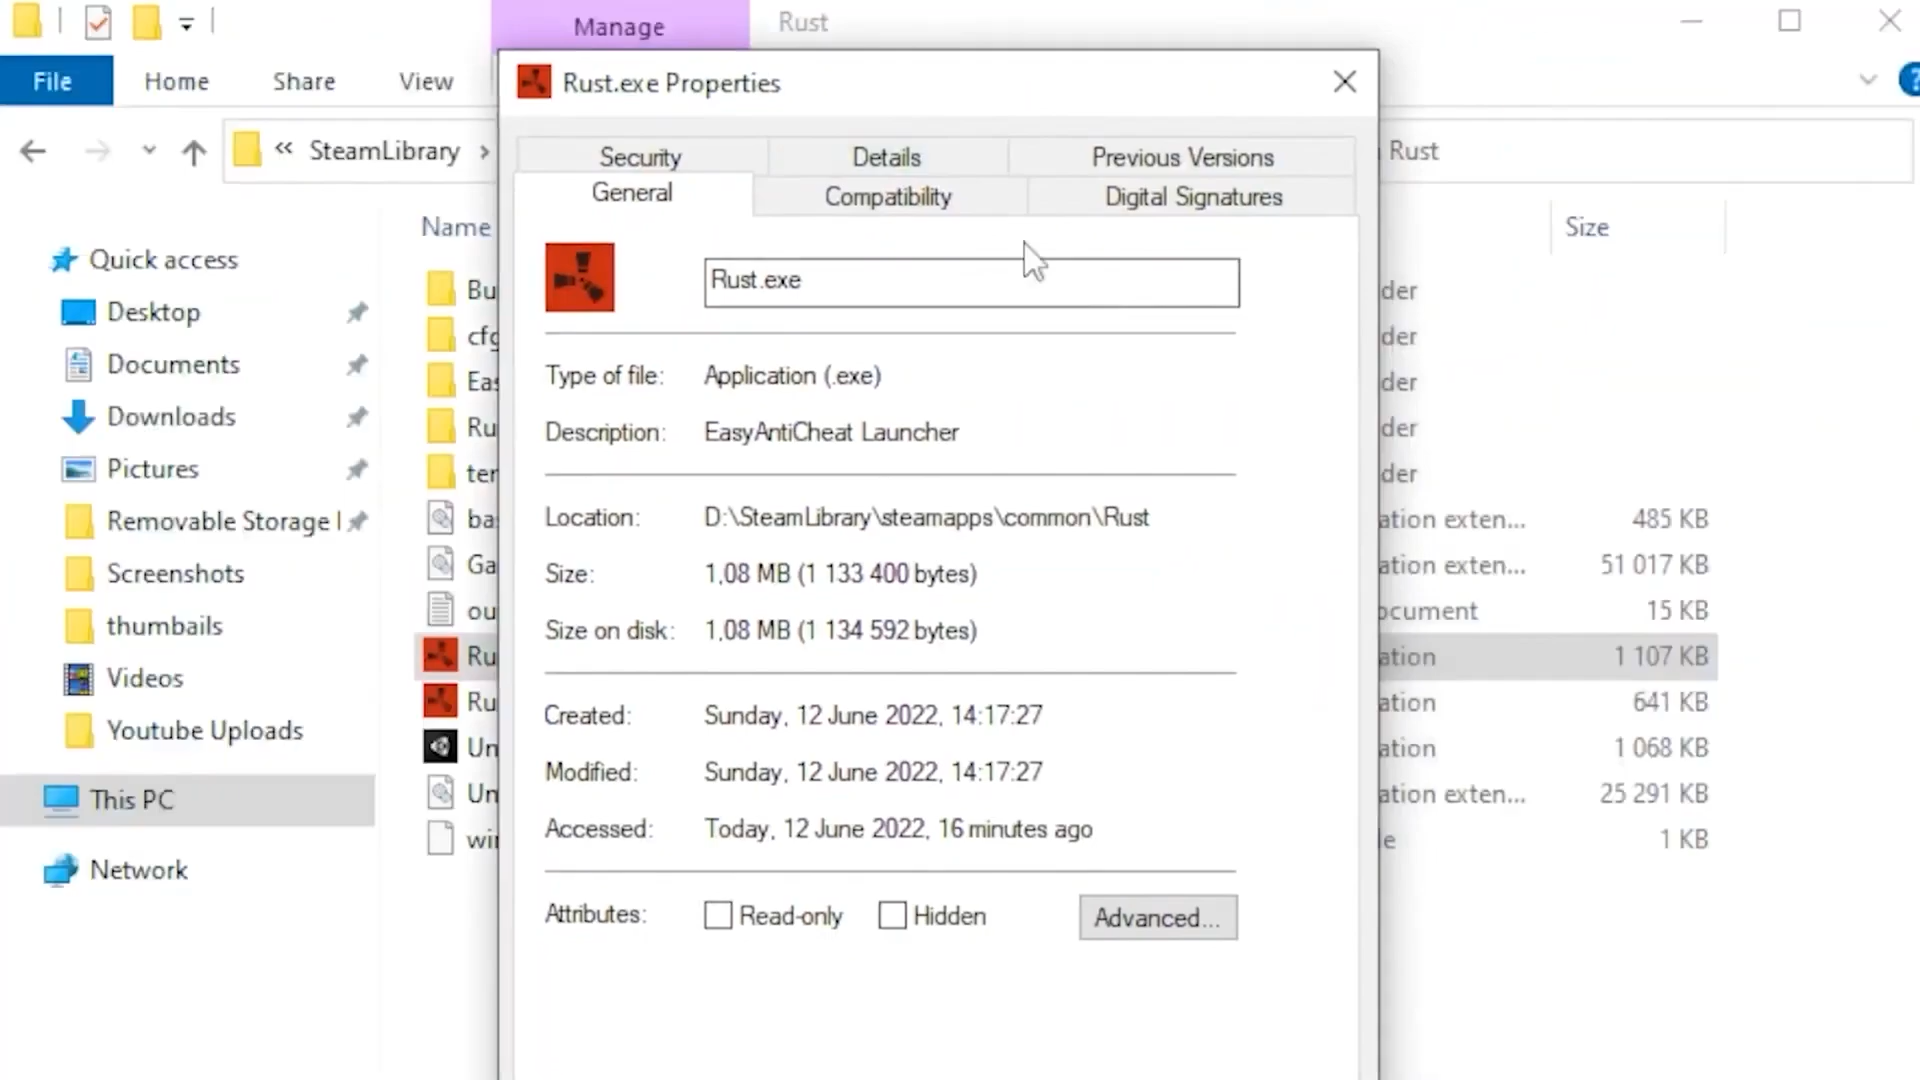 Manage
Rust
File
Home
Share
View
Rust.exe Properties
« SteamLibrary >
Rust
Security
Details
Previous Versions
General
Compatibility
Digital Signatures
Name
Size
Quick access
Desktop
Documents
Downloads
Pictures
Removable Storage
Screenshots
thumbails
Videos
Youtube Uploads
This PC
Network
Bu
cfg
Eas
Ru
ter
ba
Ga
ou
Ru
Ru
Un
Un
wi
Rust.exe
Type of file: Application (.exe)
Description: EasyAntiCheat Launcher
Location: D:\SteamLibrary\steamapps\common\Rust
Size: 1,08 MB (1 133 400 bytes)
Size on disk: 1,08 MB (1 134 592 bytes)
Created: Sunday, 12 June 2022, 14:17:27
Modified: Sunday, 12 June 2022, 14:17:27
Accessed: Today, 12 June 2022, 16 minutes ago
Attributes: Read-only Hidden Advanced...
der
der
der
der
der
ation exten... 485 KB
ation exten... 51 017 KB
ocument 15 KB
ation 1 107 KB
ation 641 KB
ation 1 068 KB
ation exten... 25 291 KB
e 1 KB